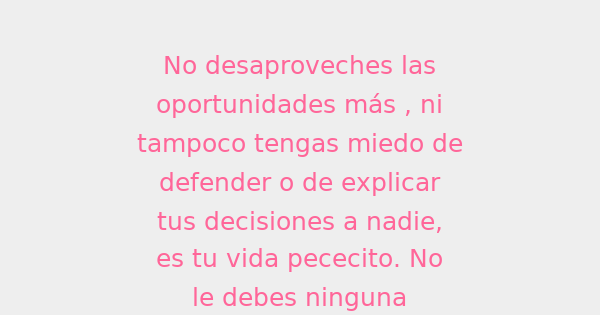 No desaproveches las
oportunidades más , ni
tampoco tengas miedo de
defender o de explicar
tus decisiones a nadie,
es tu vida pececito. No
le debes ninguna